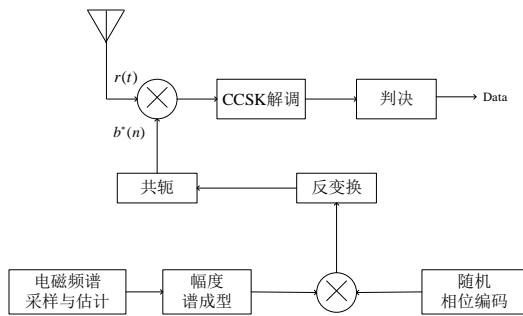 r(t)
CCSK解调
判决
Data
b*(n)
共轭
反变换
电磁频谱
采样与估计
幅度
谱成型
随机
相位编码